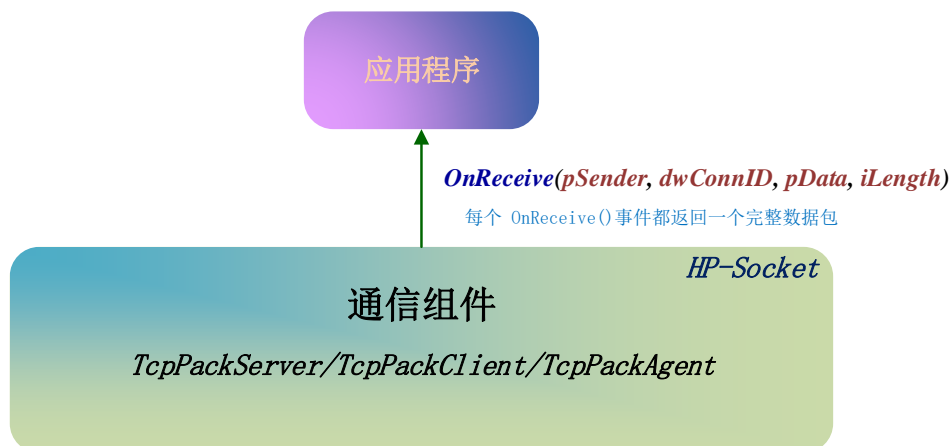 应用程序
OnReceive(pSender, dwConnID, pData, iLength)
每个 OnReceive()事件都返回一个完整数据包
HP-Socket
通信组件
TcpPackServer/TcpPackClient/TcpPackAgent